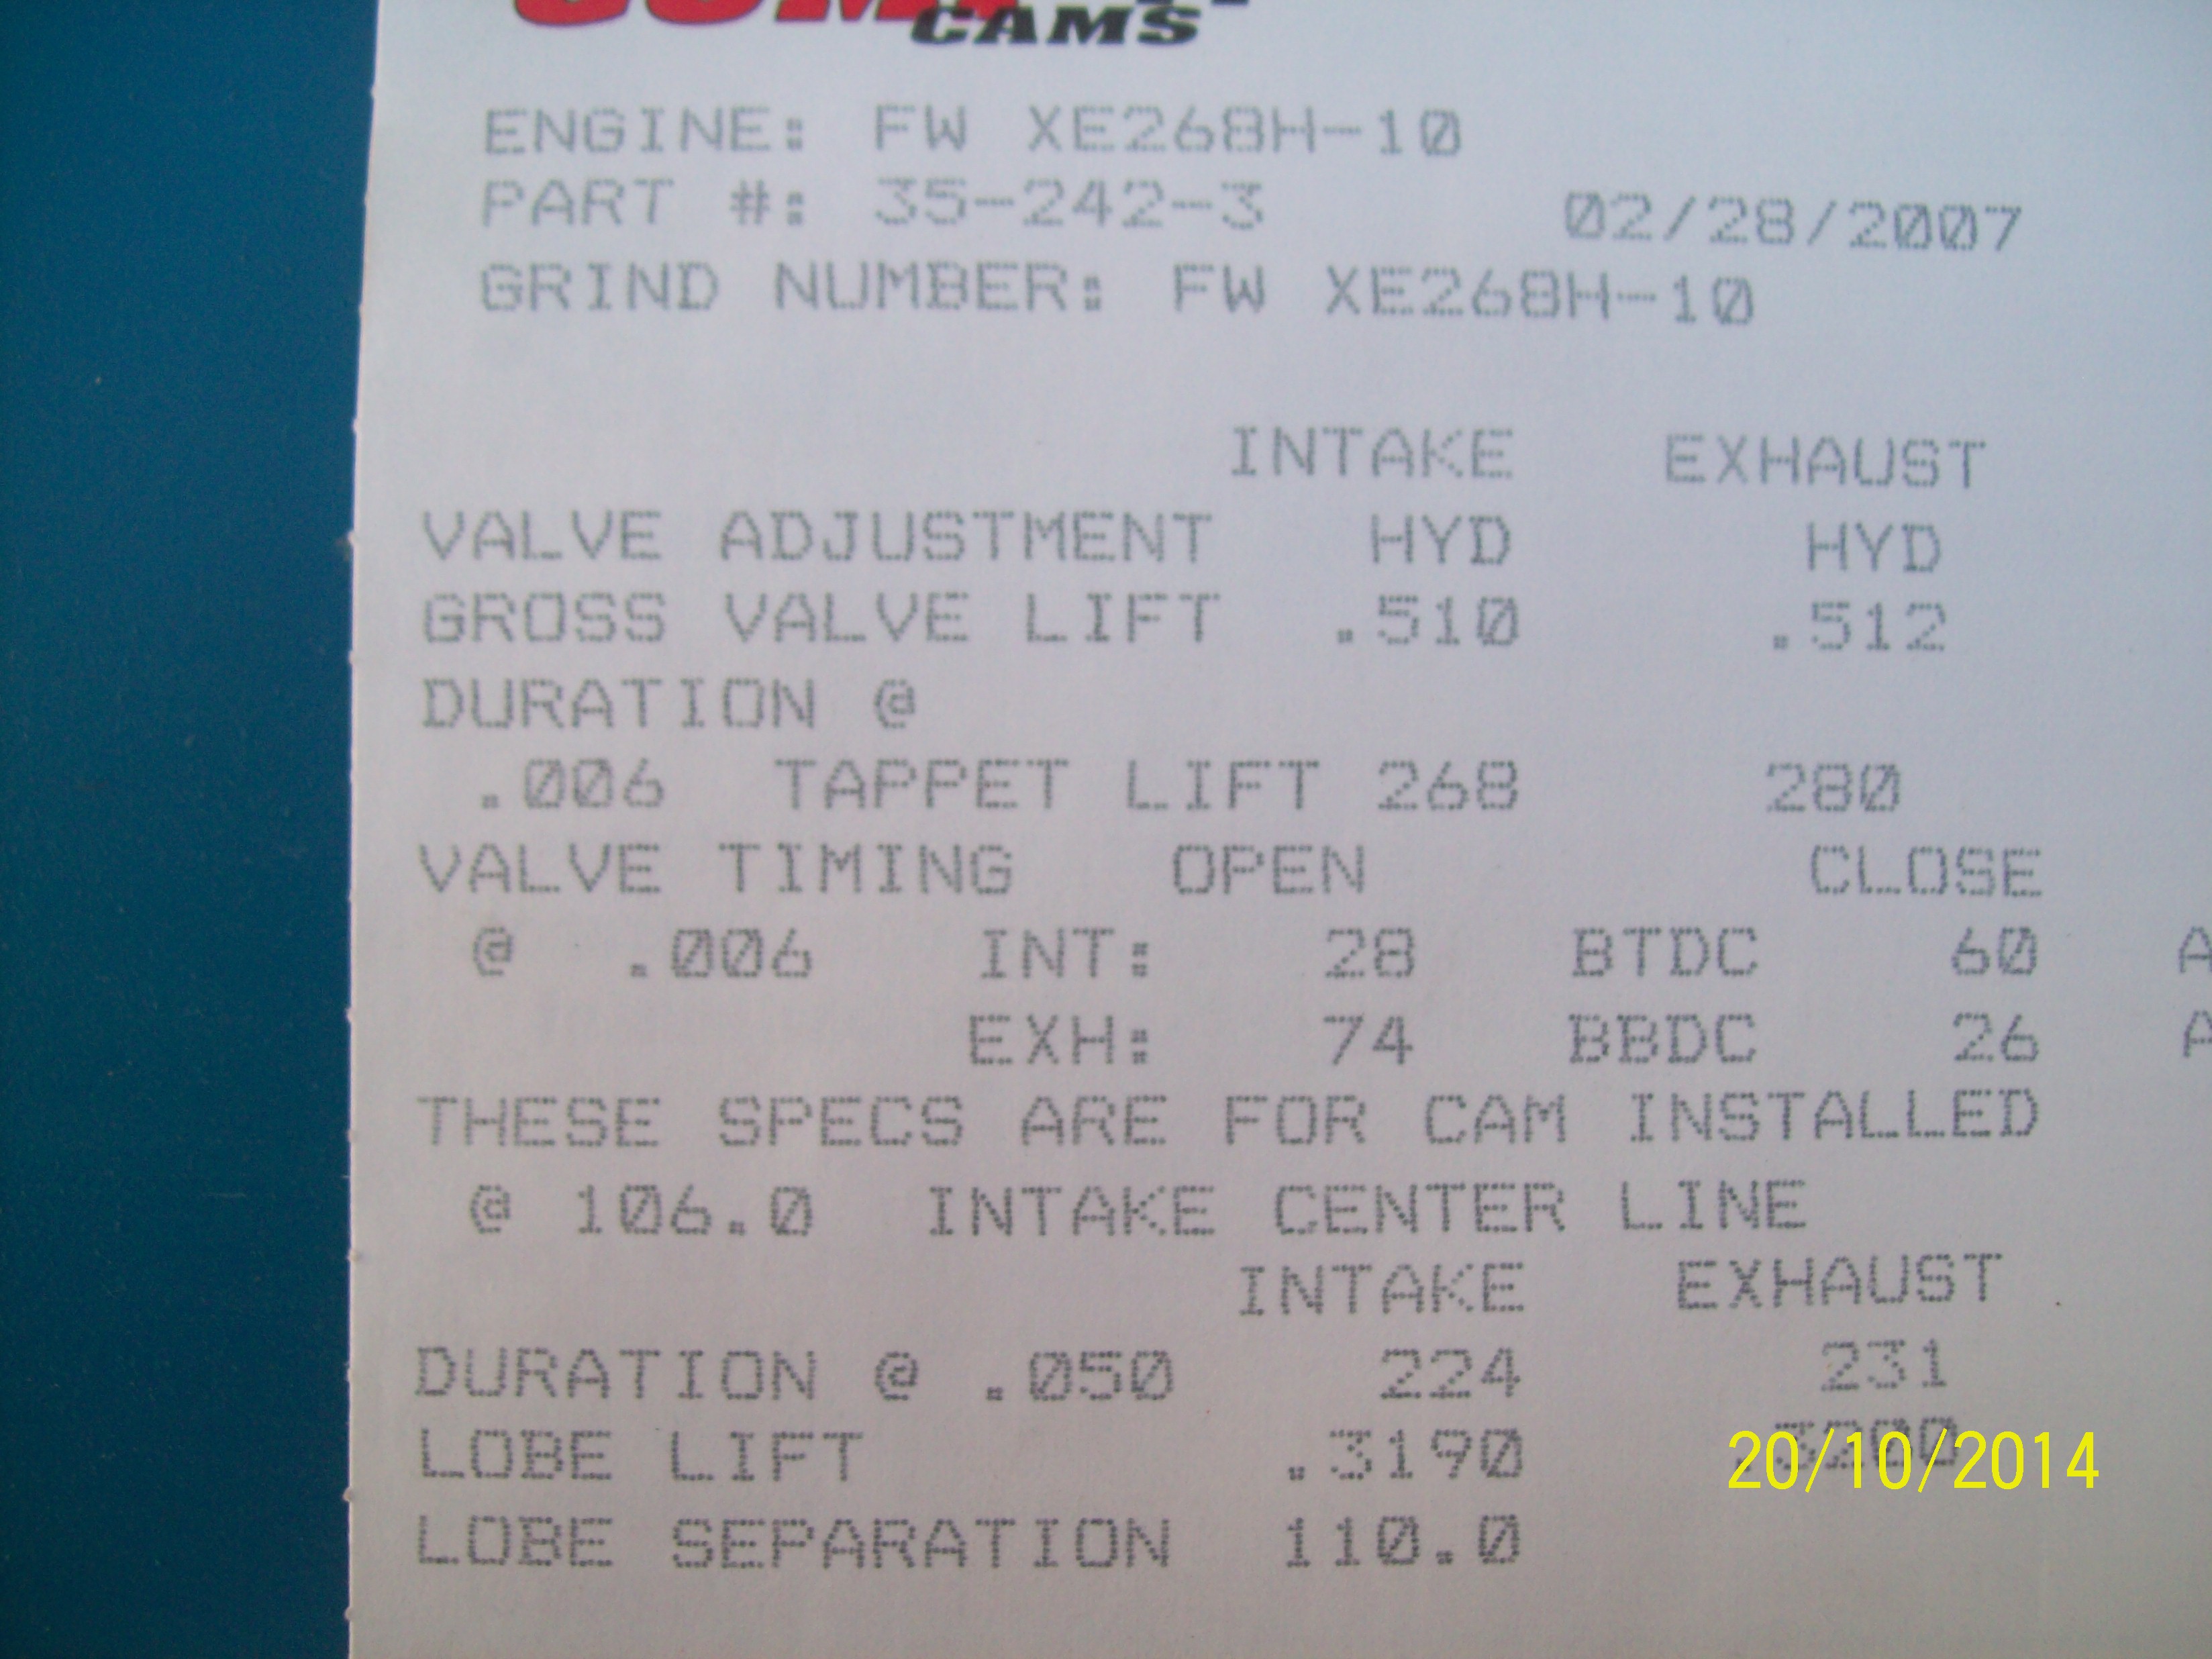 CAMS
ENGINE: FW XE268H-10
PART #: 35-242-3 02/28/2007
GRIND NUMBER: FW XE268H-10
INTAKE EXHAUST
VALVE ADJUSTMENT HYD HYD
GROSS VALVE LIFT .510 .512
DURATION @
.006 TAPPET LIFT 268 280
VALVE TIMING OPEN CLOSE
@ .006 INT: 28 BTDC 60 A
EXH: 74 BBDC 26 A
THESE SPECS ARE FOR CAM INSTALLED
@ 106.0 INTAKE CENTER LINE
INTAKE EXHAUST
DURATION @ .050 224 231
LOBE LIFT .3190 .3200
20/10/2014
LOBE SEPARATION 110.0